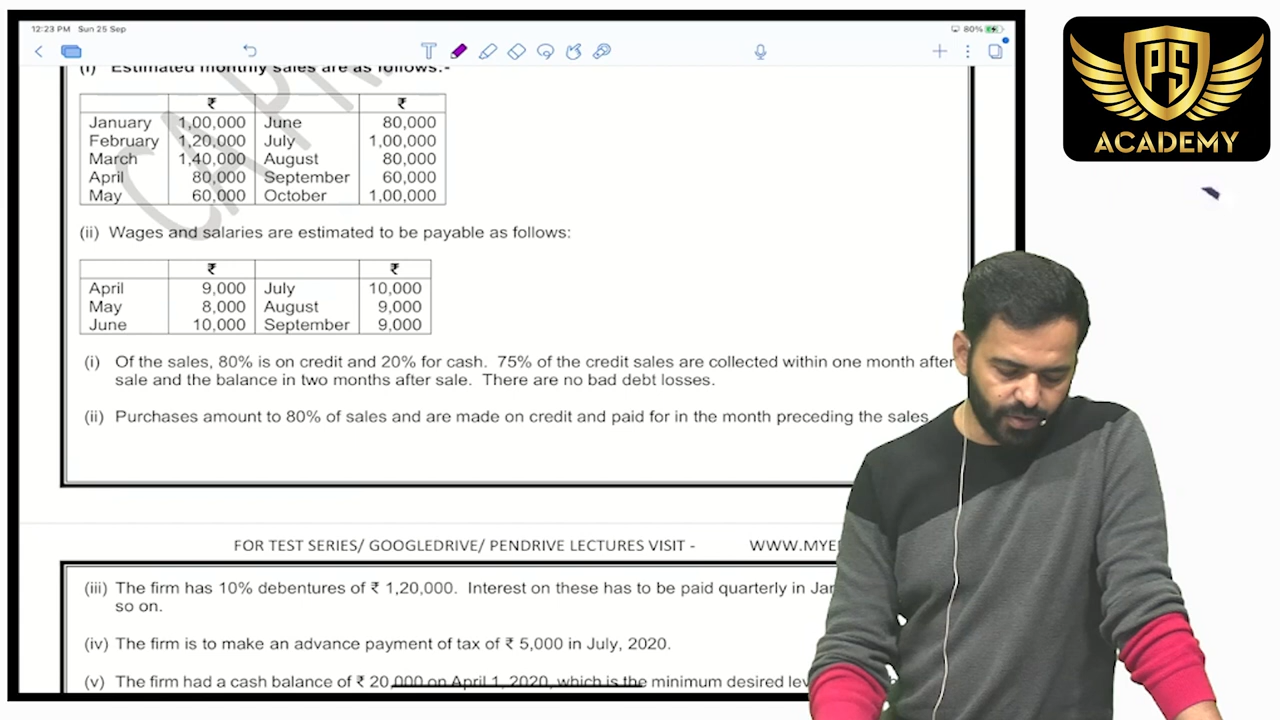 12:23 PM Sun 25 Sep
80%
(i) Estimated monthly sales are as follows:-
₹ ₹
January 1,00,000 June 80,000
February 1,20,000 July 1,00,000
March 1,40,000 August 80,000
April 80,000 September 60,000
May 60,000 October 1,00,000
(ii) Wages and salaries are estimated to be payable as follows:
₹ ₹
April 9,000 July 10,000
May 8,000 August 9,000
June 10,000 September 9,000
(i) Of the sales, 80% is on credit and 20% for cash. 75% of the credit sales are collected within one month after
sale and the balance in two months after sale. There are no bad debt losses.
(ii) Purchases amount to 80% of sales and are made on credit and paid for in the month preceding the sales
FOR TEST SERIES/ GOOGLEDRIVE/ PENDRIVE LECTURES VISIT - WWW.MYE
(iii) The firm has 10% debentures of ₹ 1,20,000. Interest on these has to be paid quarterly in Jan
so on.
(iv) The firm is to make an advance payment of tax of ₹ 5,000 in July, 2020.
(v) The firm had a cash balance of ₹ 20,000 on April 1, 2020, which is the minimum desired lev
PS
ACADEMY